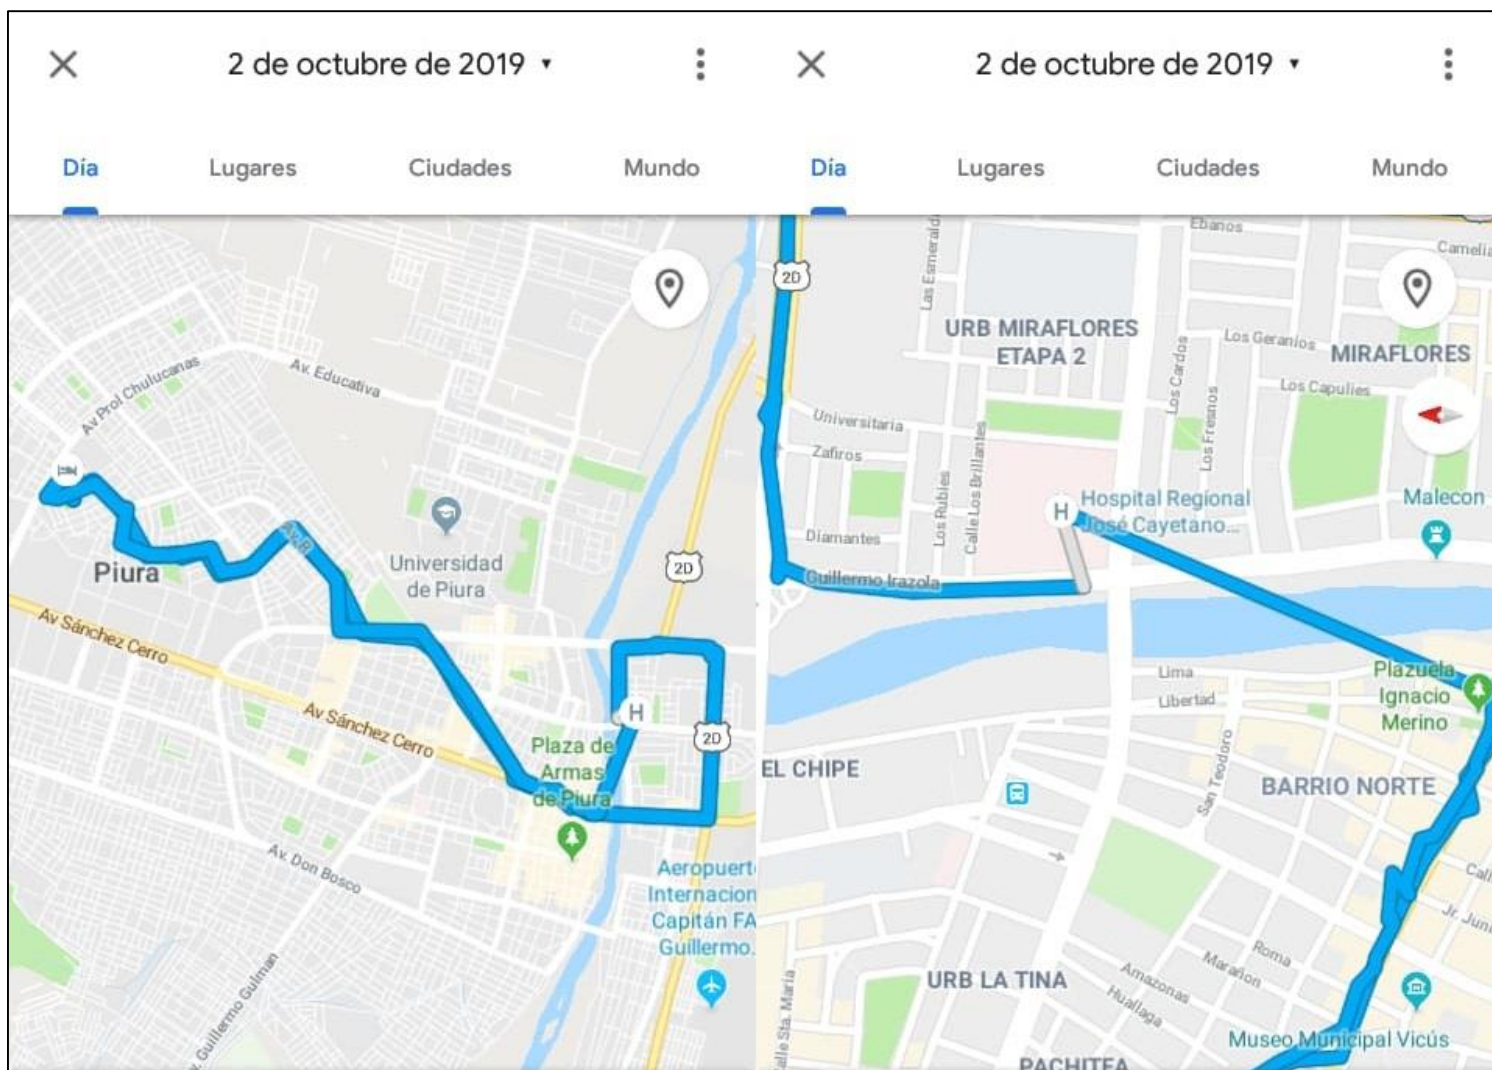 2 de octubre de 2019
Día
Lugares
Ciudades
Mundo
Av Prol Chulucanas
Av. Educativa
Universidad
de Piura
2D
Piura
Av Sánchez Cerro
Av Sánchez Cerro
H
2D
Plaza de
Armas
de Piura
Av. Don Bosco
Aeropuert
Internacion
Capitán FA
Guillermo.
v. Guillermo Gulman
2 de octubre de 2019
Día
Lugares
Ciudades
Mundo
Ebanos
Camelia
2D
Las Esmerald
URB MIRAFLORES
ETAPA 2
Los Geranios
MIRAFLORES
Los Cardos
Los Capulies
Los Fresnos
Universitaria
Zafiros
Los Rubies
Calle Los Brillantes
H
Hospital Regional
José Cayetano...
Malecon
Diamantes
Guillermo Irazola
Lima
Libertad
Plazuela
Ignacio
Merino
San Teodoro
EL CHIPE
BARRIO NORTE
Call
Jr. Juni
Roma
Marañon
Amazonas
Huallaga
URB LA TINA
alle Sta. María
Museo Municipal Vicús
PACHITEA